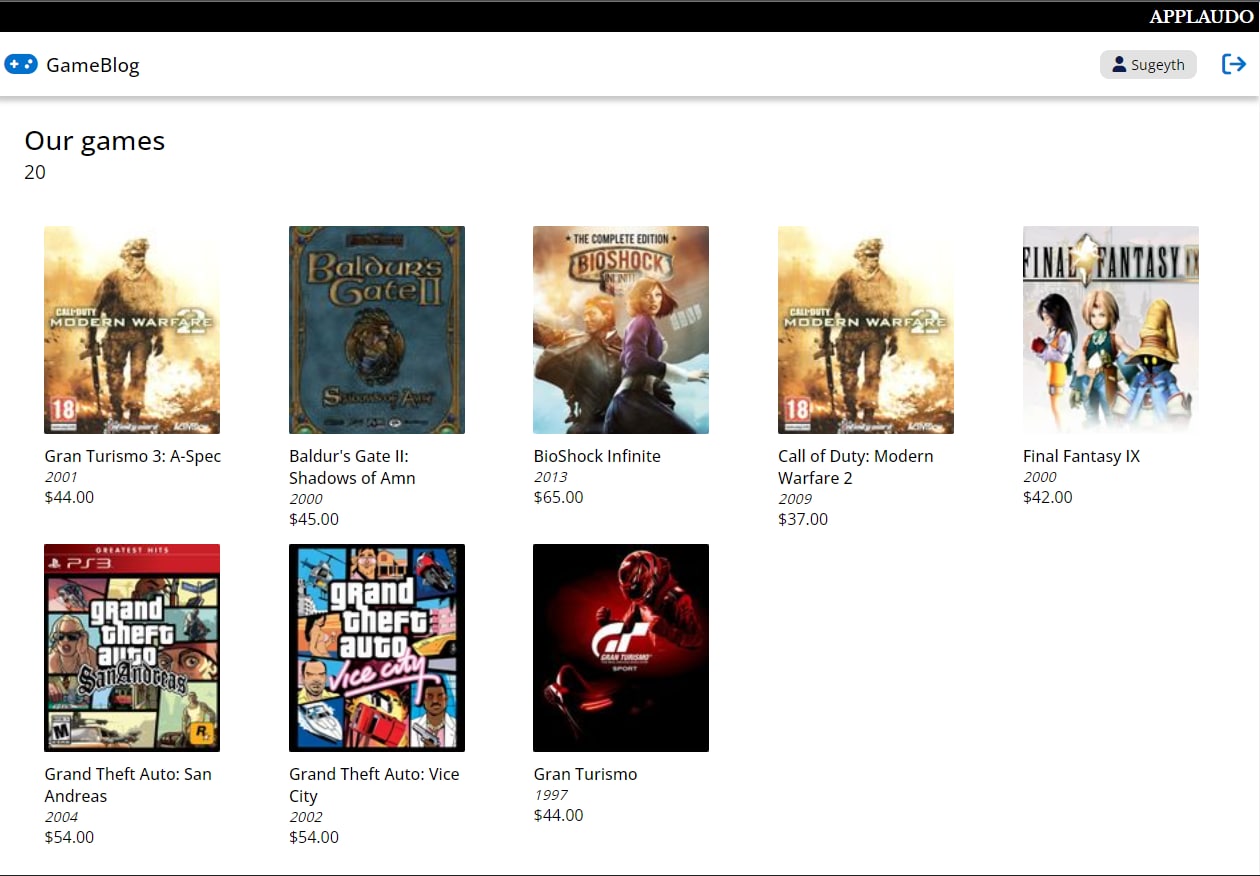 APPLAUDO
GameBlog
Sugeyth
Our games
20
CALL OF DUTY
MODERN WARFARE 2
18
Infinity ward
ACTIVISION
Baldur's
Gate II
Shadows of Amn
THE COMPLETE EDITION
BIOSHOCK
INFINITE
CALL OF DUTY
MODERN WARFARE 2
18
Infinity ward
ACTIVISION
FINAL FANTASY IX
Gran Turismo 3: A-Spec
2001
$44.00
Baldur's Gate II:
Shadows of Amn
2000
$45.00
BioShock Infinite
2013
$65.00
Call of Duty: Modern
Warfare 2
2009
$37.00
Final Fantasy IX
2000
$42.00
GREATEST HITS
PS3
grand
theft
auto
San Andreas
M
R
grand
theft
auto
vice city
GT
GRAN TURISMO
SPORT
Grand Theft Auto: San
Andreas
2004
$54.00
Grand Theft Auto: Vice
City
2002
$54.00
Gran Turismo
1997
$44.00